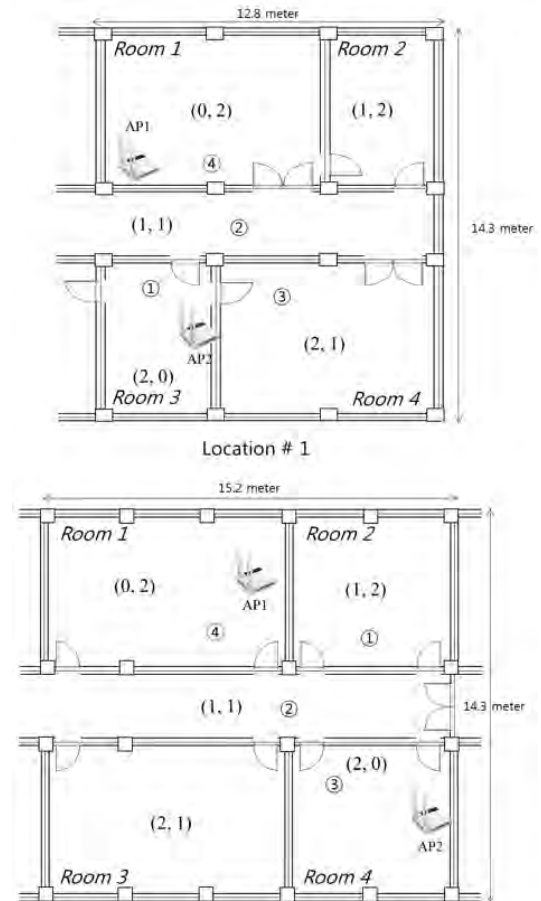 12.8 meter
Room 1
Room 2
(0, 2)
(1, 2)
AP1
④
(1, 1)
②
14.3 meter
①
③
AP2
(2, 1)
(2, 0)
Room 3
Room 4
Location # 1
15.2 meter
Room 1
Room 2
(0, 2)
(1, 2)
AP1
④
①
(1, 1)
②
14.3 meter
(2, 0)
③
(2, 1)
AP2
Room 3
Room 4